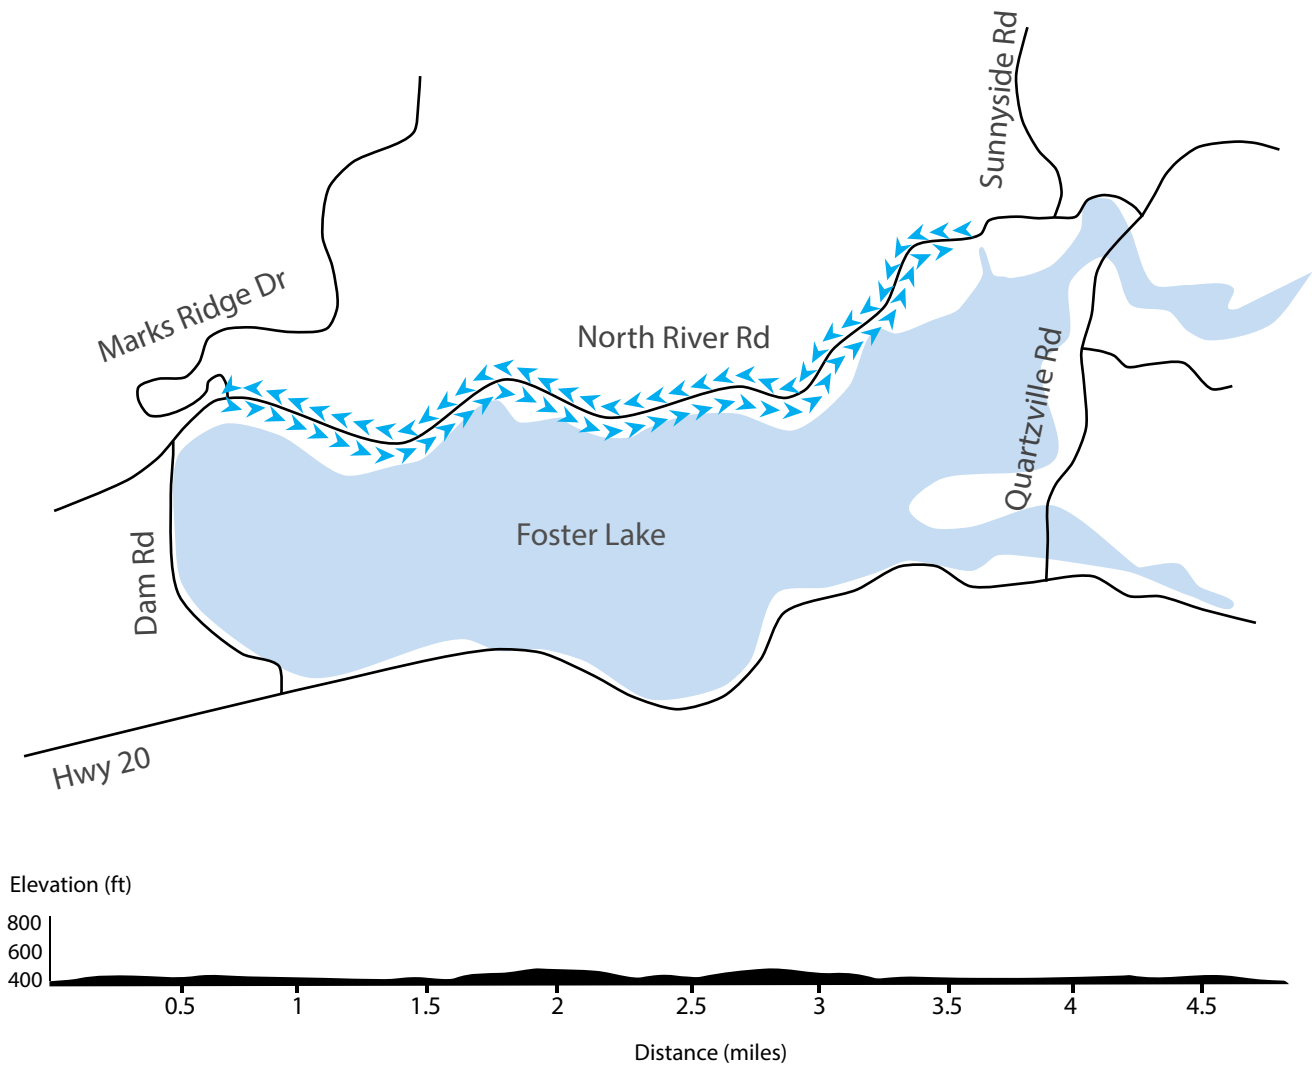 Sunnyside Rd
Marks Ridge Dr
North River Rd
Quartzville Rd
Foster Lake
Dam Rd
Hwy 20
Elevation (ft)
800
600
400
0.5 1 1.5 2 2.5 3 3.5 4 4.5
Distance (miles)